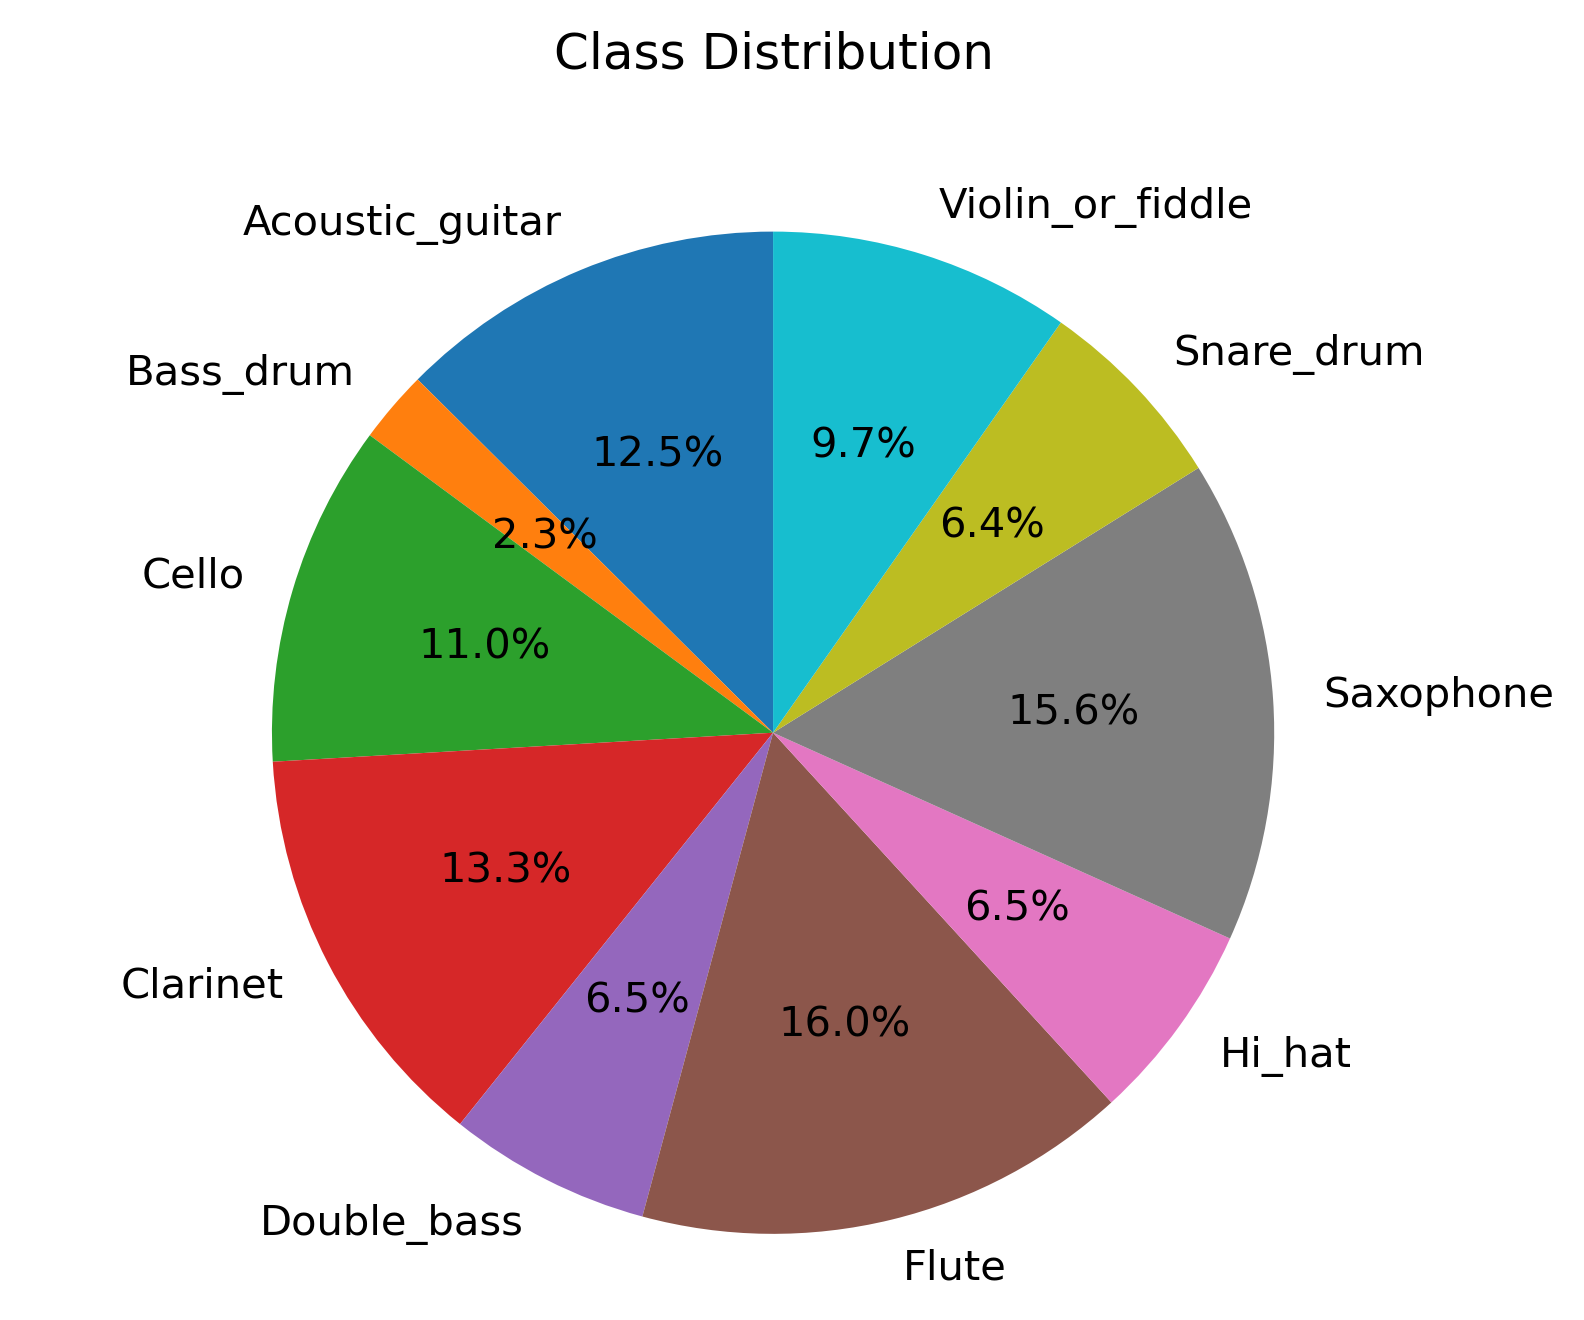 Class Distribution
Violin_or_fiddle
Acoustic_guitar
Snare_drum
Bass_drum
9.7%
12.5%
6.4%
2.3%
Cello
11.0%
Saxophone
15.6%
13.3%
6.5%
Clarinet
6.5%
16.0%
Hi_hat
Double_bass
Flute